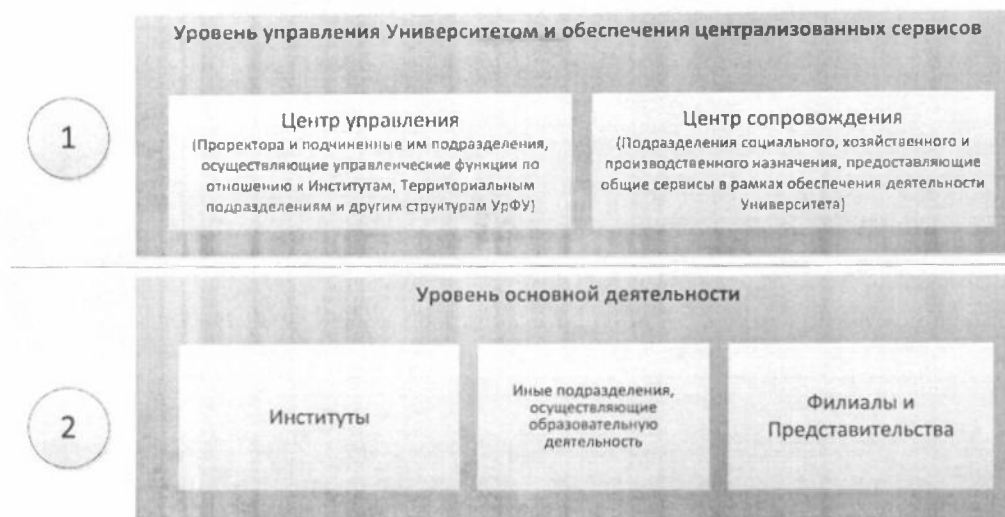 Уровень управления Университетом и обеспечения централизованных сервисов
1
Центр управления
(Проректора и подчиненные им подразделения,
осуществляющие управленческие функции по
отношению к Институтам, Территориальным
подразделениям и другим структурам УрФУ)
Центр сопровождения
(Подразделения социального, хозяйственного и
производственного назначения, предоставляющие
общие сервисы в рамках обеспечения деятельности
Университета)
Уровень основной деятельности
2
Институты
Иные подразделения,
осуществляющие
образовательную
деятельность
Филиалы и
Представительства